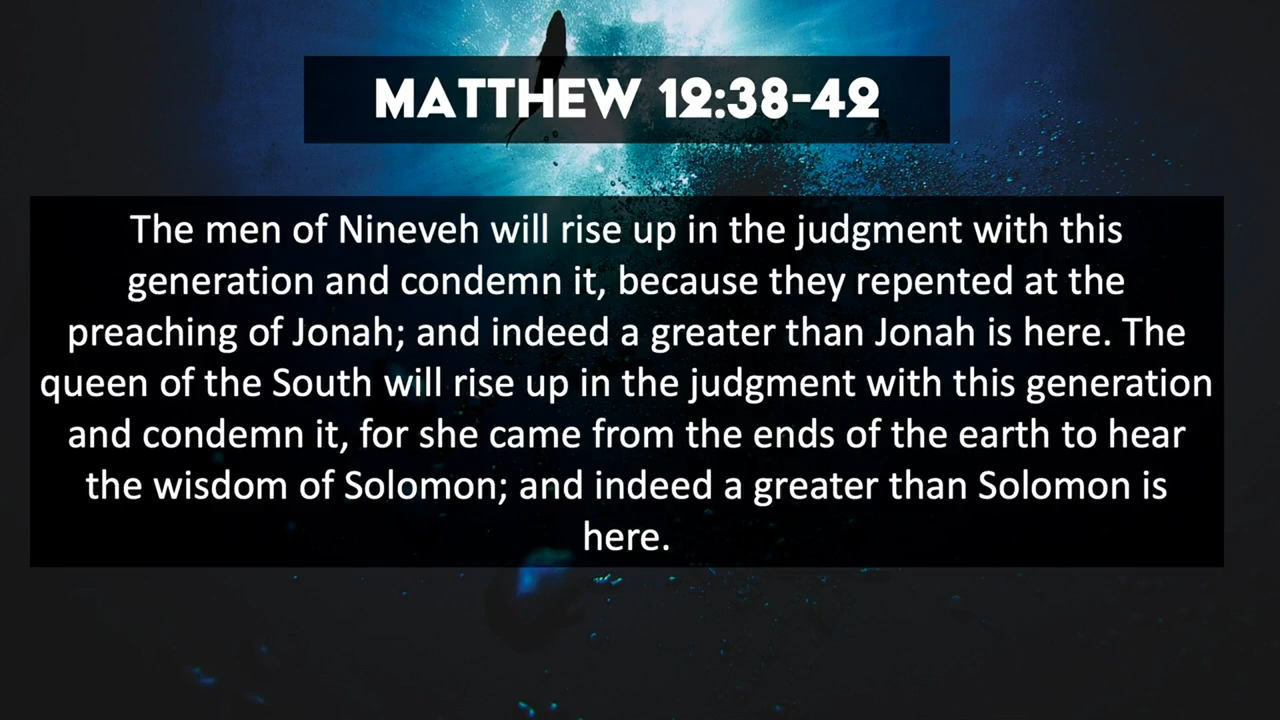 MATTHEW 12:38-42
The men of Nineveh will rise up in the judgment with this
generation and condemn it, because they repented at the
preaching of Jonah; and indeed a greater than Jonah is here. The
queen of the South will rise up in the judgment with this generation
and condemn it, for she came from the ends of the earth to hear
the wisdom of Solomon; and indeed a greater than Solomon is
here.